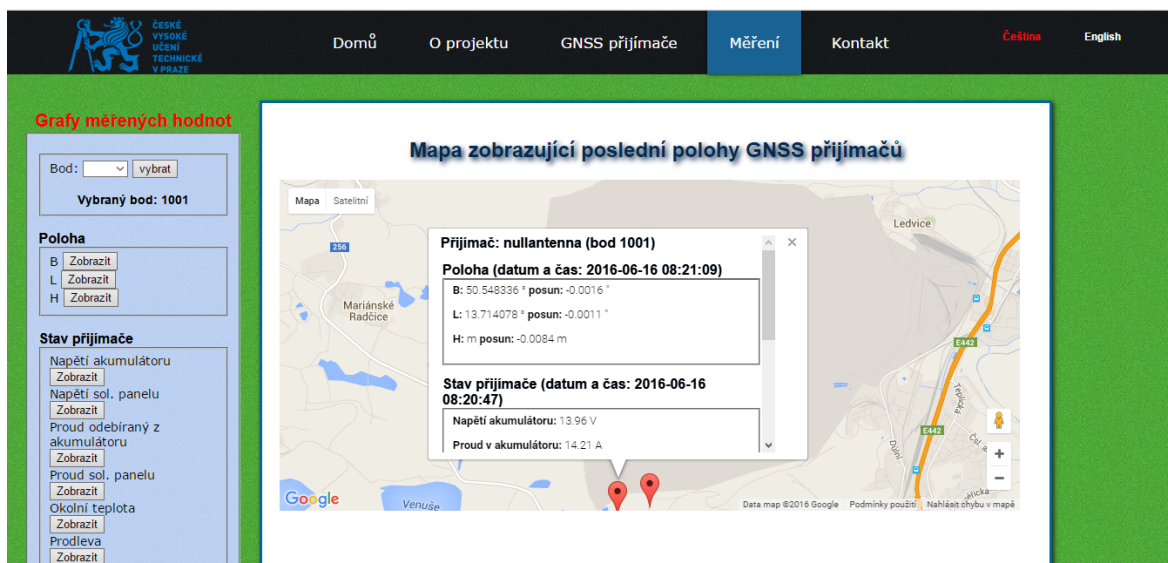 ČESKÉ
VYSOKÉ
UČENÍ
TECHNICKÉ
V PRAZE
Domů
O projektu
GNSS přijímače
Měření
Kontakt
Čeština
English
Grafy měřených hodnot
Bod:
vybrat
Vybraný bod: 1001
Poloha
B Zobrazit
L Zobrazit
H Zobrazit
Stav přijímače
Napětí akumulátoru
Zobrazit
Napětí sol. panelu
Zobrazit
Proud odebíraný z
akumulátoru
Zobrazit
Proud sol. panelu
Zobrazit
Okolní teplota
Zobrazit
Prodleva
Zobrazit
Mapa zobrazující poslední polohy GNSS přijímačů
Mapa Satelitní
256
Mariánské
Radčice
Ledvice
Přijímač: nullantenna (bod 1001)
Poloha (datum a čas: 2016-06-16 08:21:09)
B: 50.548336 ° posun: -0.0016 "
L: 13.714078 ° posun: -0.0011 "
H: m posun: -0.0084 m
Stav přijímače (datum a čas: 2016-06-16
08:20:47)
Napětí akumulátoru: 13.96 V
Proud v akumulátoru: 14.21 A
E442
Teplická
E442
Důlní
Čsl.
Venuše
Google
Data map ©2016 Google
Podmínky použití
Nahlásit chybu v mapě